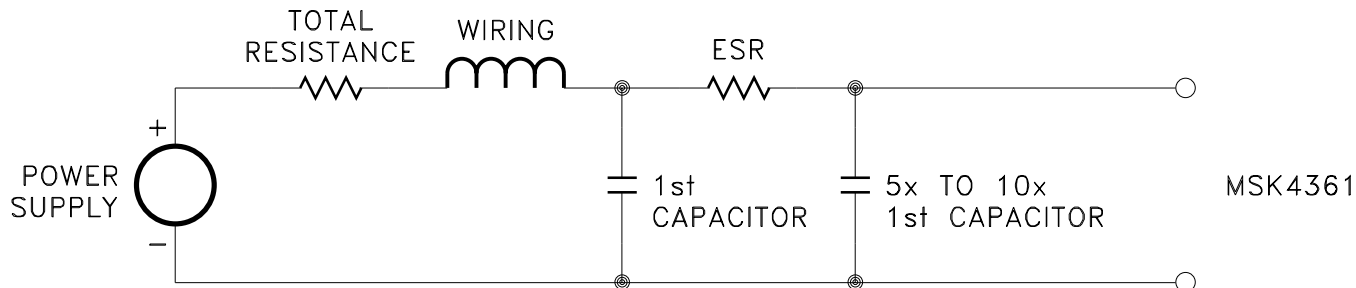 TOTAL
RESISTANCE
WIRING
ESR
+
POWER
SUPPLY
−
1st
CAPACITOR
5x TO 10x
1st CAPACITOR
MSK4361